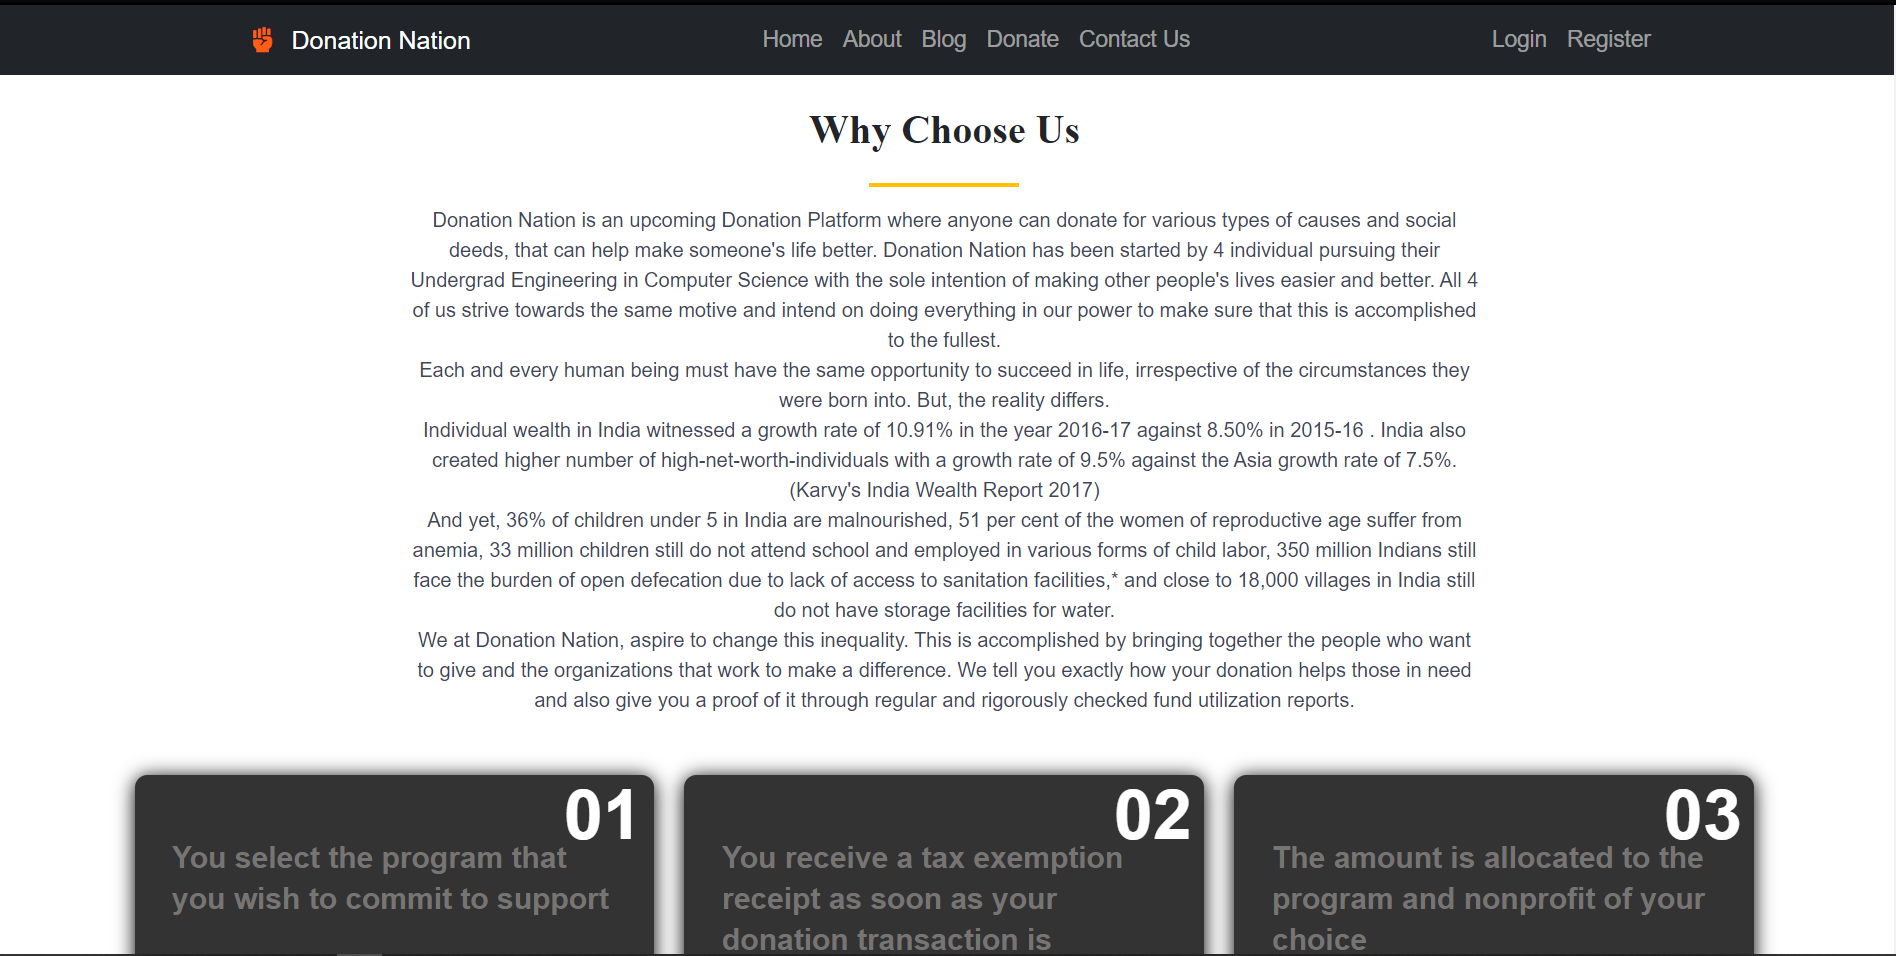 Donation Nation
Home About Blog Donate Contact Us
Login Register
Why Choose Us
Donation Nation is an upcoming Donation Platform where anyone can donate for various types of causes and social
deeds, that can help make someone's life better. Donation Nation has been started by 4 individual pursuing their
Undergrad Engineering in Computer Science with the sole intention of making other people's lives easier and better. All 4
of us strive towards the same motive and intend on doing everything in our power to make sure that this is accomplished
to the fullest.
Each and every human being must have the same opportunity to succeed in life, irrespective of the circumstances they
were born into. But, the reality differs.
Individual wealth in India witnessed a growth rate of 10.91% in the year 2016-17 against 8.50% in 2015-16 . India also
created higher number of high-net-worth-individuals with a growth rate of 9.5% against the Asia growth rate of 7.5%.
(Karvy's India Wealth Report 2017)
And yet, 36% of children under 5 in India are malnourished, 51 per cent of the women of reproductive age suffer from
anemia, 33 million children still do not attend school and employed in various forms of child labor, 350 million Indians still
face the burden of open defecation due to lack of access to sanitation facilities,* and close to 18,000 villages in India still
do not have storage facilities for water.
We at Donation Nation, aspire to change this inequality. This is accomplished by bringing together the people who want
to give and the organizations that work to make a difference. We tell you exactly how your donation helps those in need
and also give you a proof of it through regular and rigorously checked fund utilization reports.
01
You select the program that
you wish to commit to support
02
You receive a tax exemption
receipt as soon as your
donation transaction is
03
The amount is allocated to the
program and nonprofit of your
choice